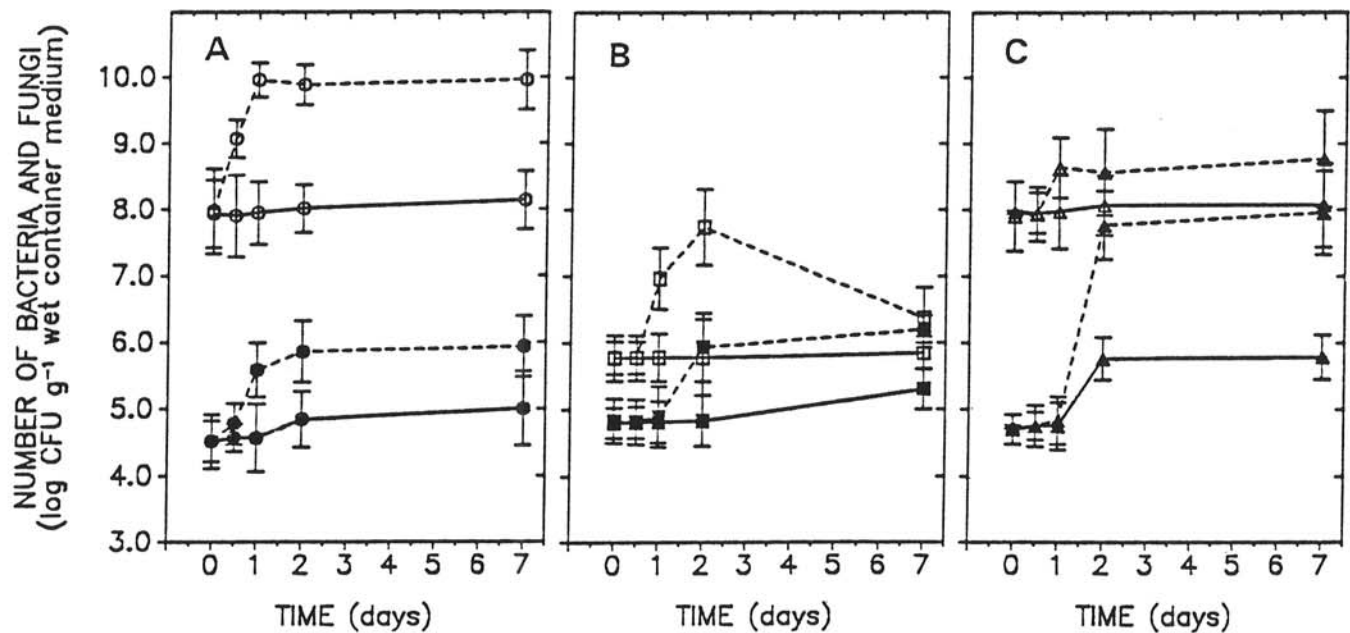 NUMBER OF BACTERIA AND FUNGI
(log CFU g⁻¹ wet container medium)
A
B
C
10.0
9.0
8.0
7.0
6.0
5.0
4.0
3.0
0 1 2 3 4 5 6 7
0 1 2 3 4 5 6 7
0 1 2 3 4 5 6 7
TIME (days)
TIME (days)
TIME (days)